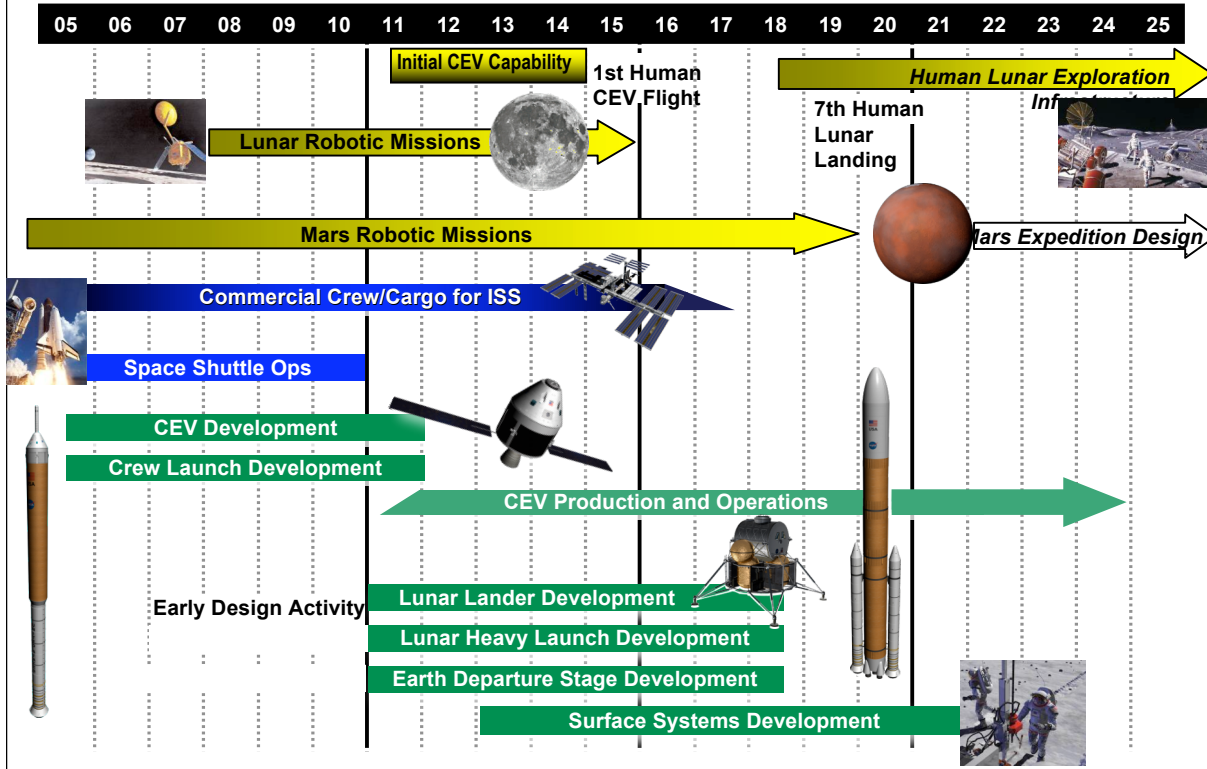 05 06 07 08 09 10 11 12 13 14 15 16 17 18 19 20 21 22 23 24 25
Initial CEV Capability
1st Human
CEV Flight
Human Lunar Exploration
Infrastructure
7th Human
Lunar
Landing
Lunar Robotic Missions
Mars Robotic Missions
Mars Expedition Design
Commercial Crew/Cargo for ISS
Space Shuttle Ops
CEV Development
Crew Launch Development
CEV Production and Operations
Early Design Activity
Lunar Lander Development
Lunar Heavy Launch Development
Earth Departure Stage Development
Surface Systems Development